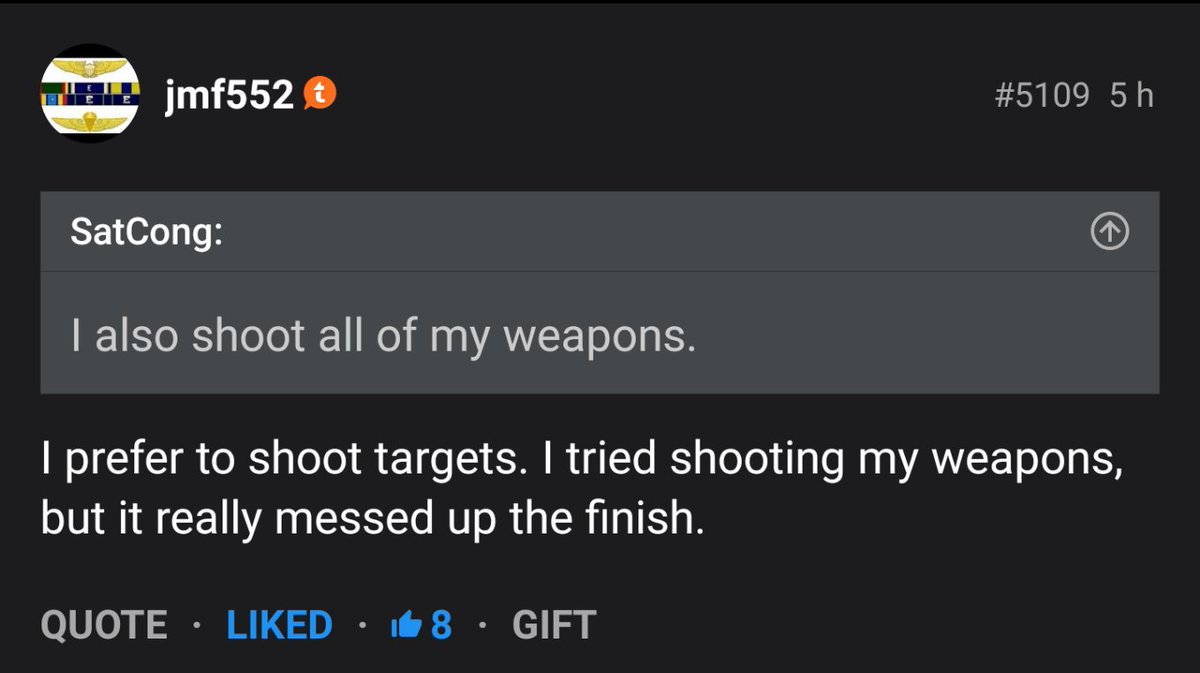 jmf552 t
#5109 5 h
SatCong:
I also shoot all of my weapons.
I prefer to shoot targets. I tried shooting my weapons,
but it really messed up the finish.
QUOTE · LIKED · 8 · GIFT